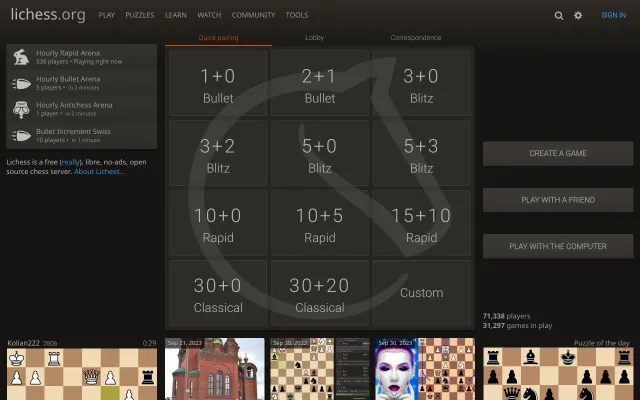 lichess.org PLAY PUZZLES LEARN WATCH COMMUNITY TOOLS SIGN IN
Quick pairing Lobby Correspondence
Hourly Rapid Arena
538 players • Playing right now
Hourly Bullet Arena
5 players • in 2 minutes
Hourly Antichess Arena
1 player • in 2 minutes
Bullet Increment Swiss
10 players • in 1 minute
Lichess is a free (really), libre, no-ads, open
source chess server. About Lichess...
1+0
Bullet
2+1
Bullet
3+0
Blitz
3+2
Blitz
5+0
Blitz
5+3
Blitz
10+0
Rapid
10+5
Rapid
15+10
Rapid
30+0
Classical
30+20
Classical
Custom
CREATE A GAME
PLAY WITH A FRIEND
PLAY WITH THE COMPUTER
71,338 players
31,297 games in play
Kolian222 2806 0:29
Sep 21, 2023
Sep 30, 2023
Sep 30, 2023
Puzzle of the day